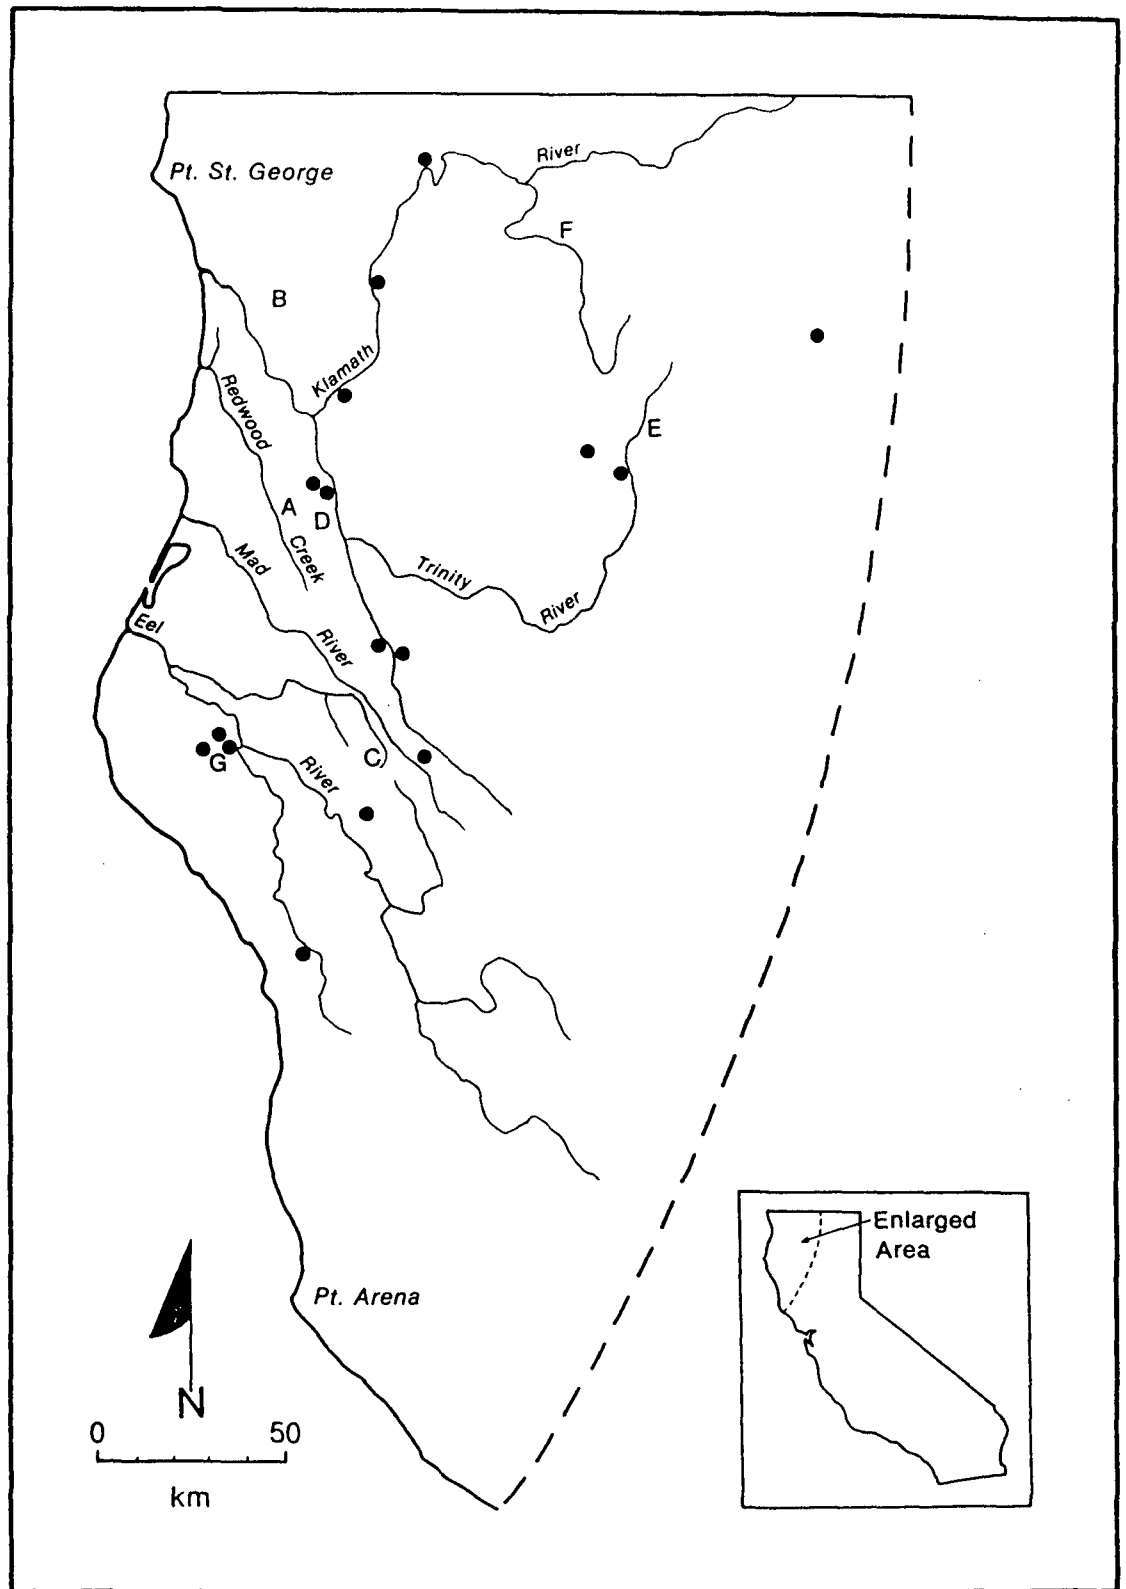 River
Pt. St. George
F
B
Klamath
Redwood
E
A
D
Creek
Mad
Trinity
River
Eel
River
C
G
River
Enlarged
Area
Pt. Arena
N
0 50
km